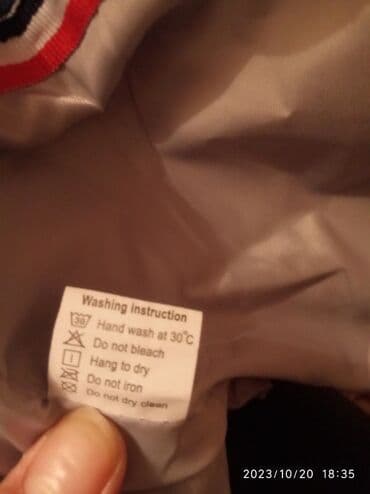 Washing instruction
30 Hand wash at 30°C
Do not bleach
Hang to dry
Do not iron
Do not dry clean
2023/10/20 18:35